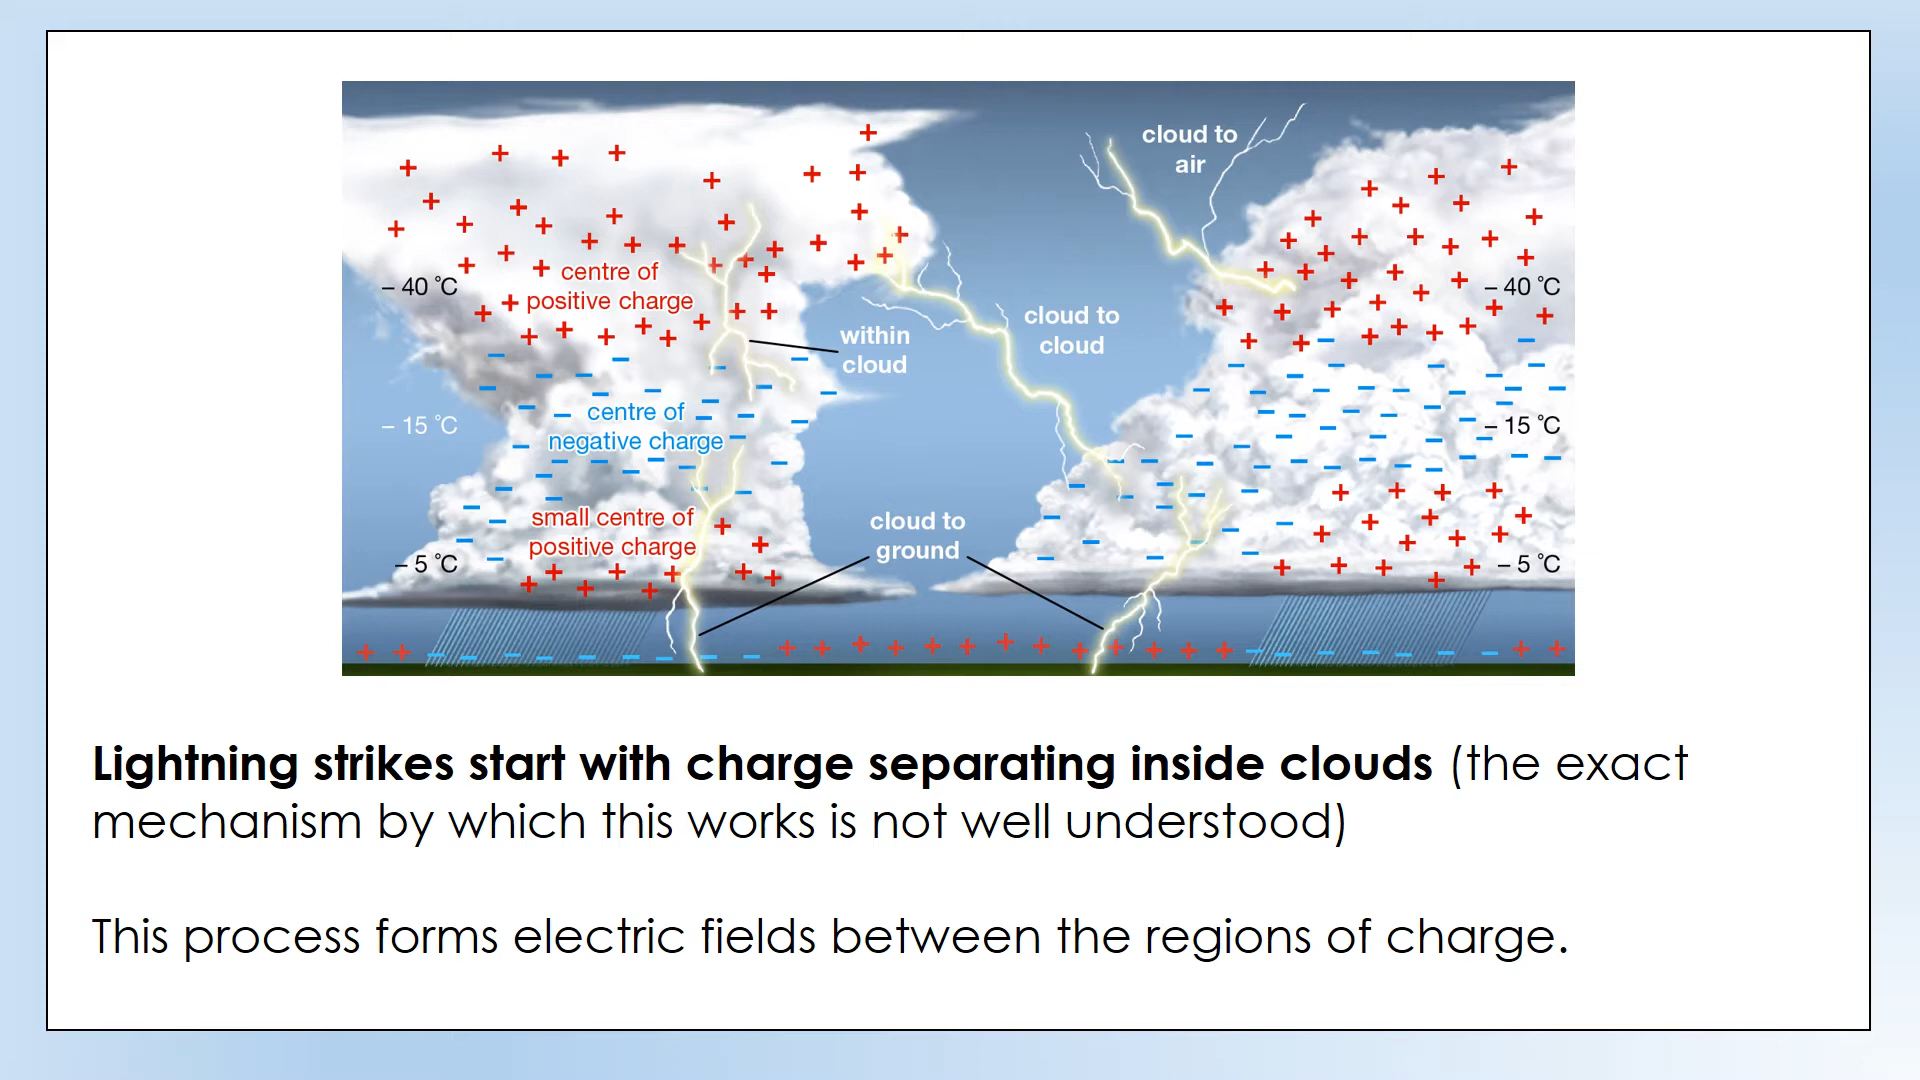 cloud to
air
centre of
positive charge
– 40 °C
– 40 °C
within
cloud
cloud to
cloud
centre of
negative charge
– 15 °C
– 15 °C
small centre of
positive charge
cloud to
ground
– 5 °C
– 5 °C
Lightning strikes start with charge separating inside clouds (the exact
mechanism by which this works is not well understood)
This process forms electric fields between the regions of charge.